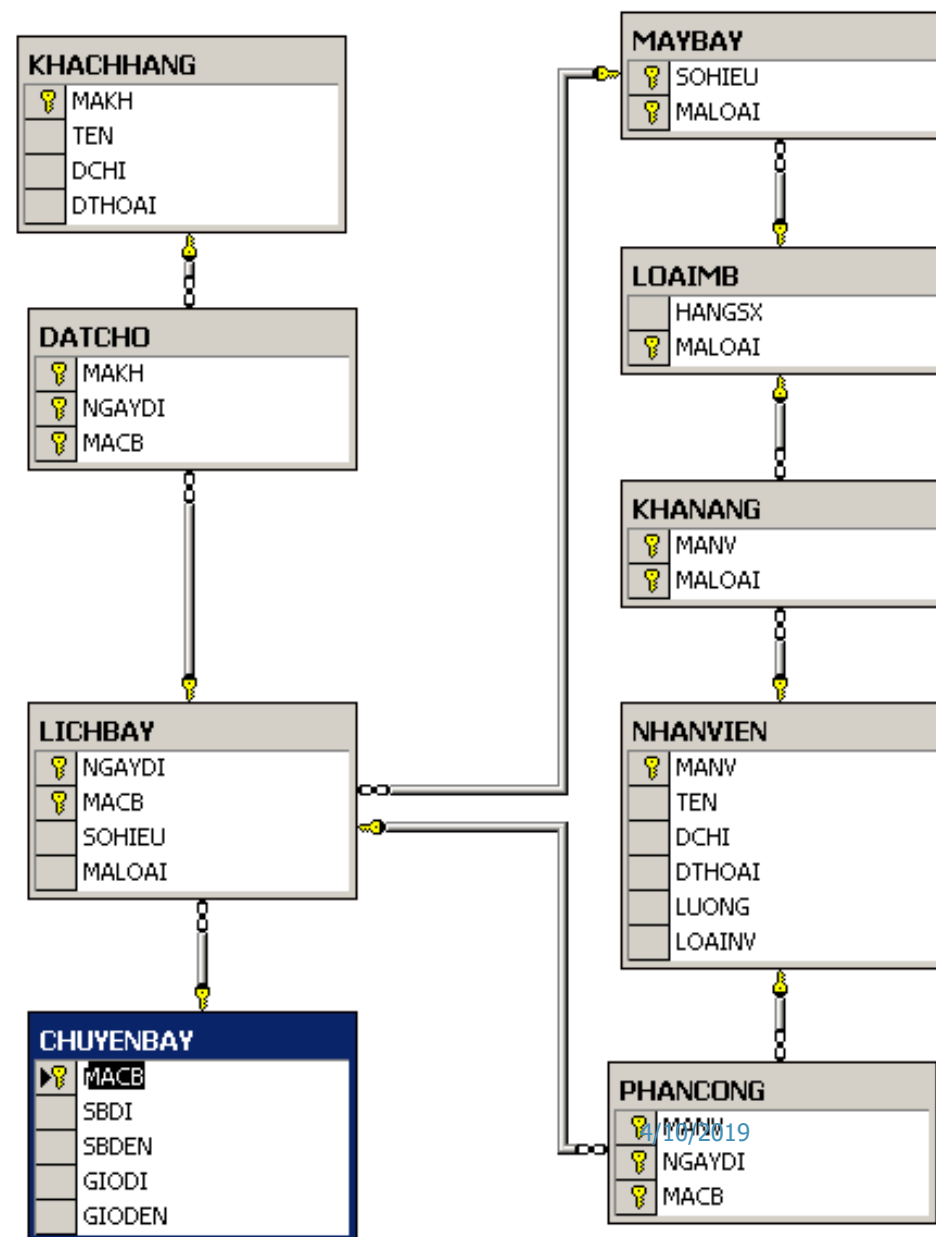 KHACHHANG
MAKH
TEN
DCHI
DTHOAI
DATCHO
MAKH
NGAYDI
MACB
LICHBAY
NGAYDI
MACB
SOHIEU
MALOAI
CHUYENBAY
MACB
SBDI
SBDEN
GIODI
GIODEN
MAYBAY
SOHIEU
MALOAI
LOAIMB
HANGSX
MALOAI
KHANANG
MANV
MALOAI
NHANVIEN
MANV
TEN
DCHI
DTHOAI
LUONG
LOAINV
PHANCONG
MANV
4/10/2019
NGAYDI
MACB